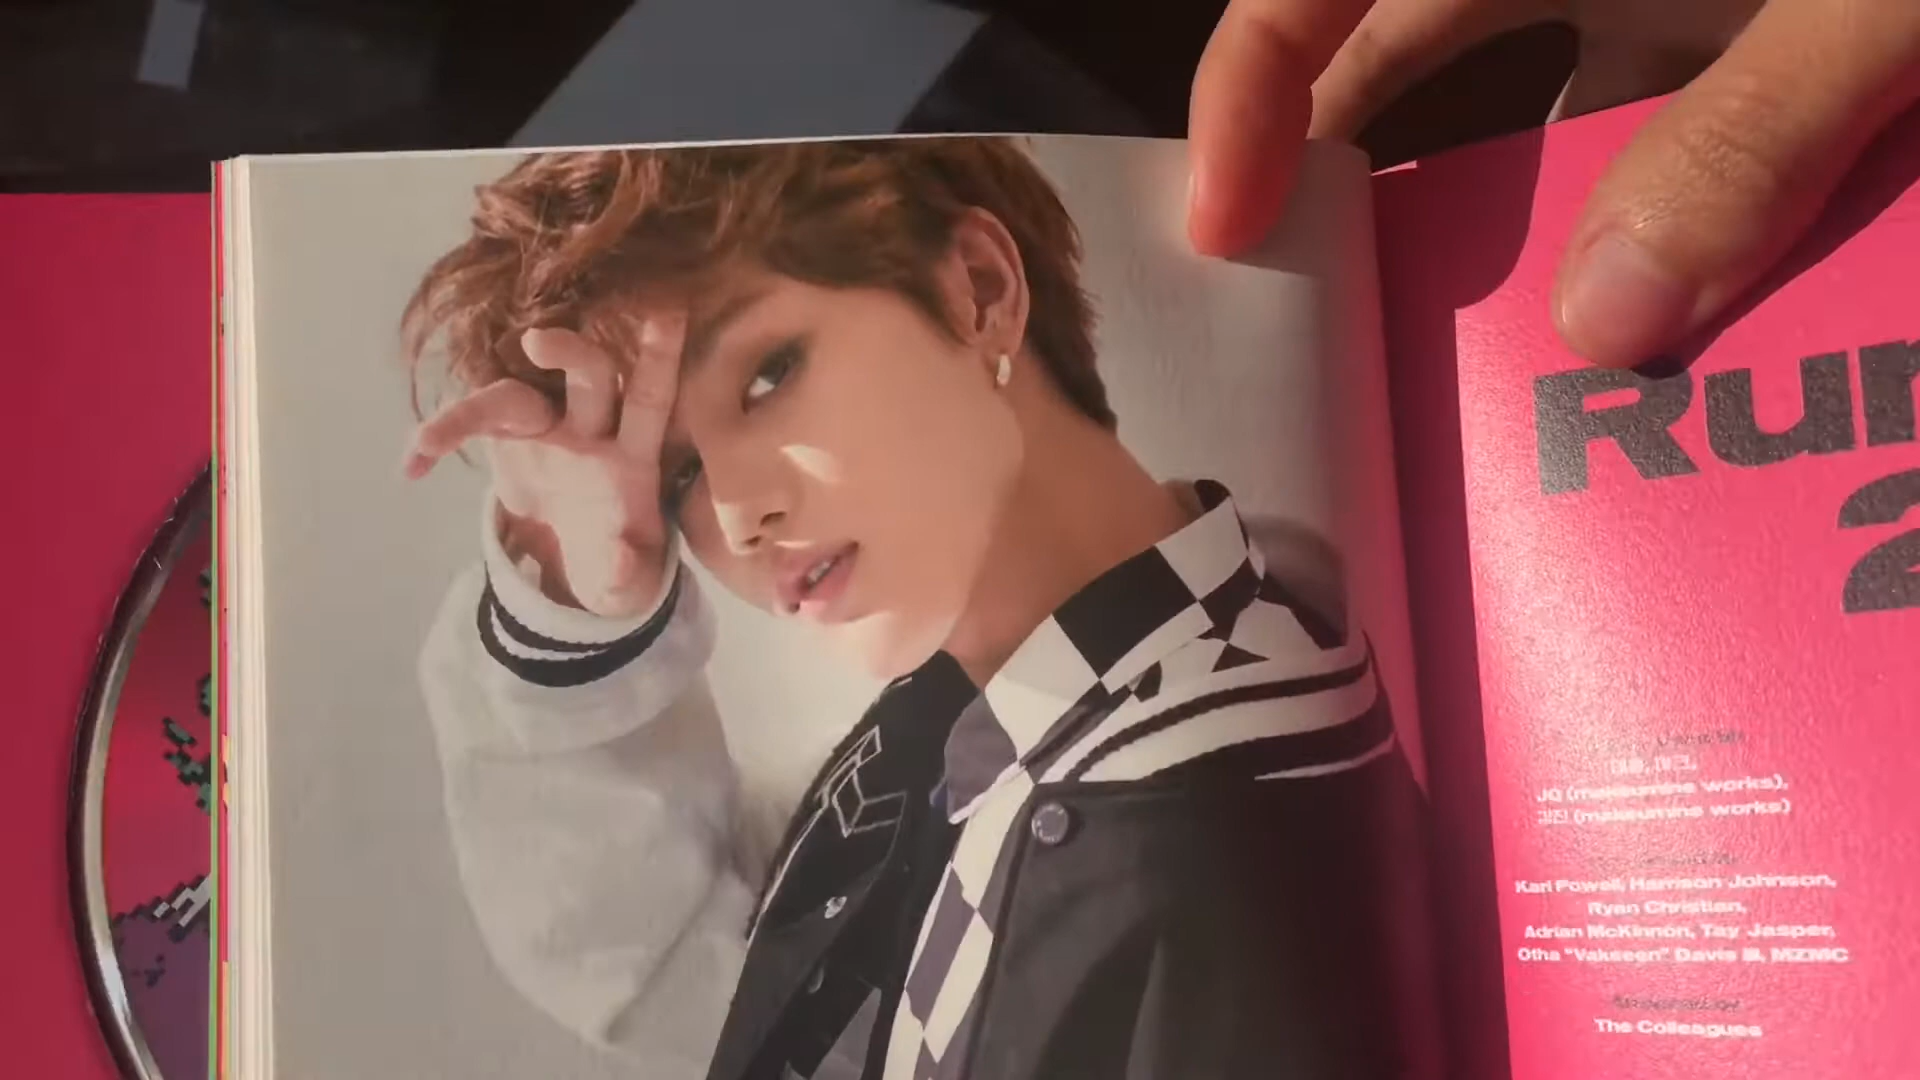 Run
2
JQ (makeumine works),
(makeumine works)
Karl Powell, Harrison Johnson,
Ryan Christian,
Adrian McKinnon, Tay Jasper,
Otha "Vakseen" Davis III, MZMC
The Colleagues